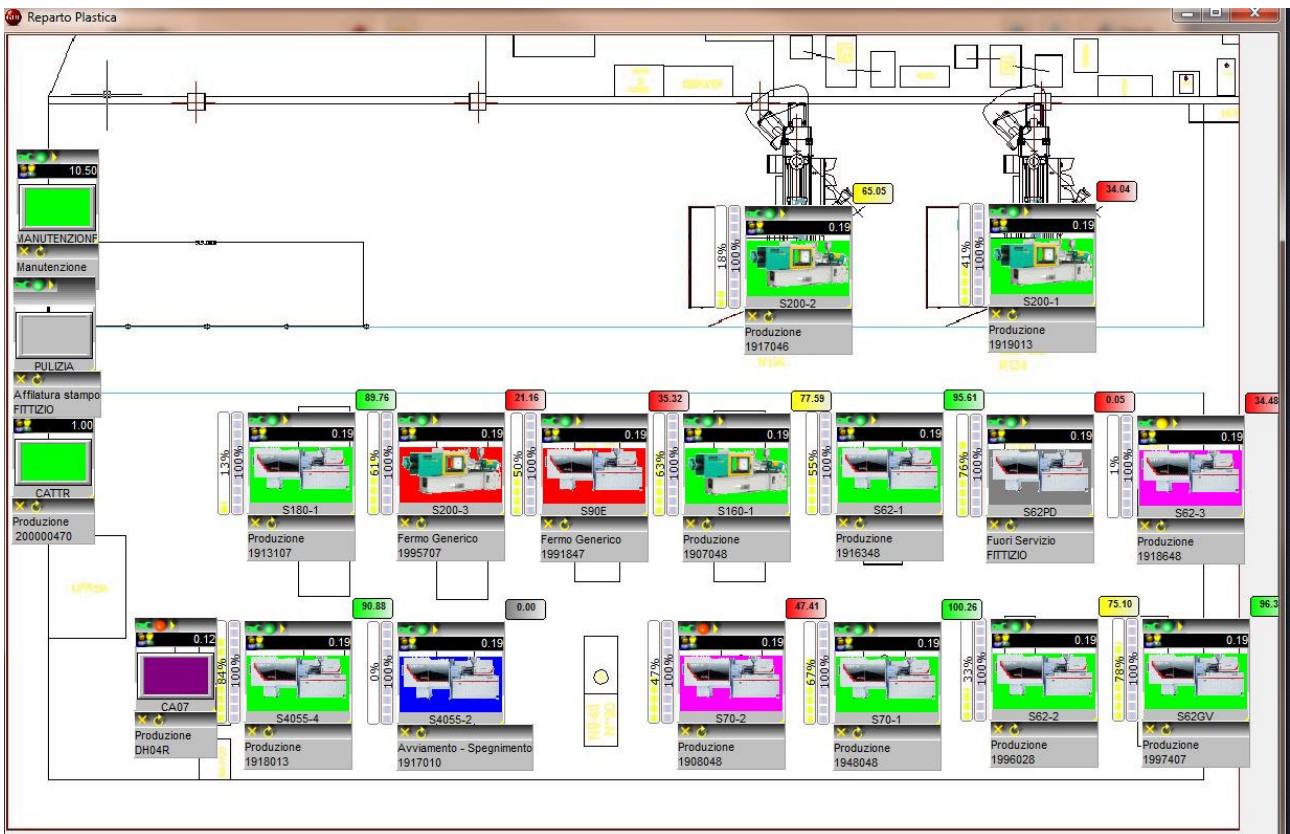 Reparto Plastica
10.50
MANUTENZIONE
Manutenzione
PULIZIA
Affilatura stampo
FITTIZIO
1.00
CATTR
Produzione
200000470
65.05
0.19
18%
100%
S200-2
Produzione
1917046
34.04
0.19
41%
100%
S200-1
Produzione
1919013
89.76
0.19
13%
100%
S180-1
Produzione
1913107
21.16
0.19
61%
100%
S200-3
Fermo Generico
1995707
35.32
0.19
50%
100%
S90E
Fermo Generico
1991847
77.59
0.19
63%
100%
S160-1
Produzione
1907048
95.61
0.19
55%
100%
S62-1
Produzione
1916348
0.05
0.19
76%
100%
S62PD
Fuori Servizio
FITTIZIO
34.48
0.19
1%
100%
S62-3
Produzione
1918648
0.12
CA07
Produzione
DH04R
90.88
0.19
84%
100%
S4055-4
Produzione
1918013
0.00
0.19
0%
100%
S4055-2
Avviamento - Spegnimento
1917010
47.41
0.19
47%
100%
S70-2
Produzione
1908048
100.26
0.19
67%
100%
S70-1
Produzione
1948048
75.10
0.19
33%
100%
S62-2
Produzione
1996028
96.3
0.19
78%
100%
S62GV
Produzione
1997407